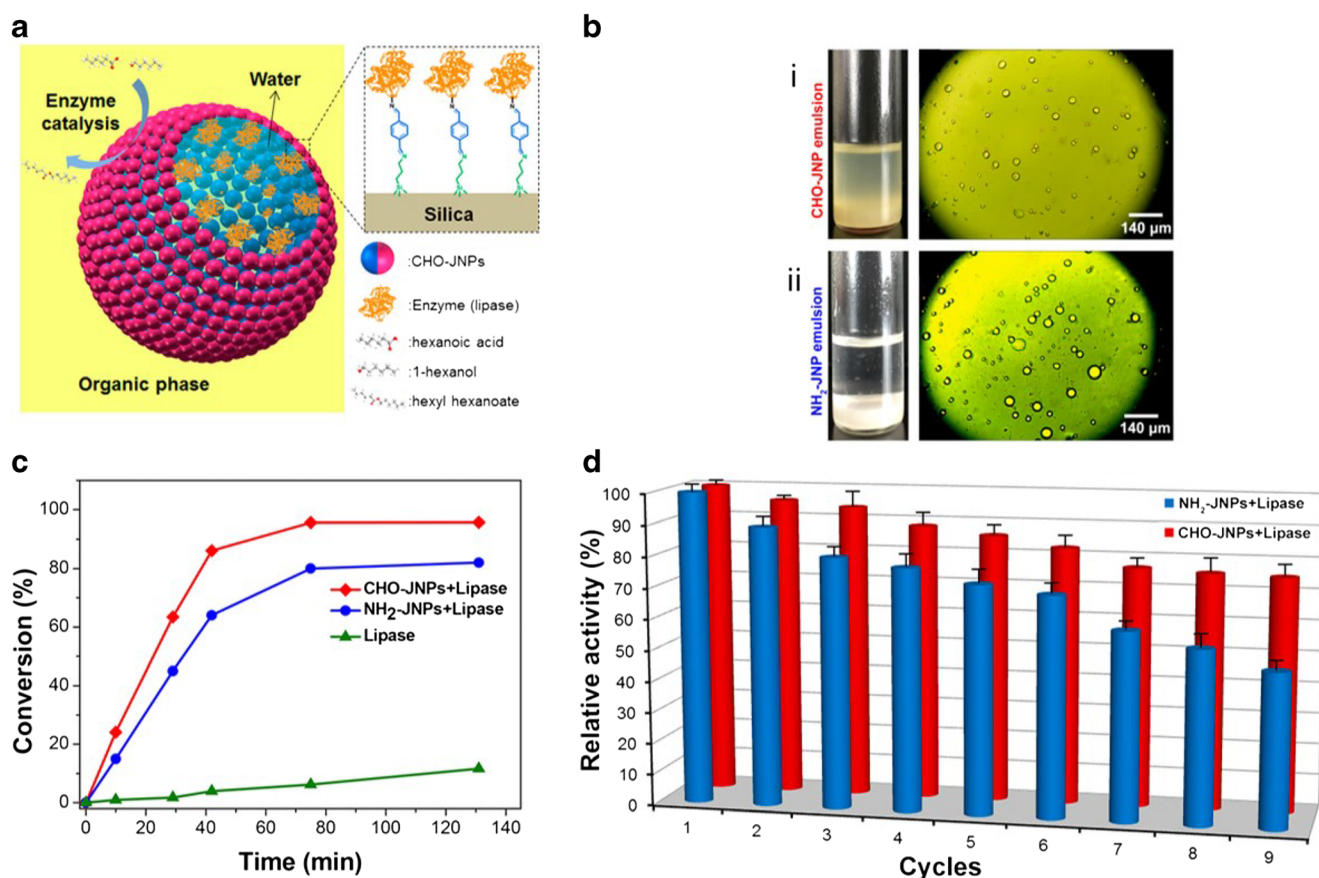 a
Water
Enzyme
catalysis
Organic phase
Silica
:CHO-JNPs
:Enzyme (lipase)
:hexanoic acid
:1-hexanol
:hexyl hexanoate
b
i
CHO-JNP emulsion
140 µm
ii
NH₂-JNP emulsion
140 µm
c
Conversion (%)
100
80
60
40
20
0
CHO-JNPs+Lipase
NH₂-JNPs+Lipase
Lipase
0 20 40 60 80 100 120 140
Time (min)
d
Relative activity (%)
100
90
80
70
60
50
40
30
20
10
0
NH₂-JNPs+Lipase
CHO-JNPs+Lipase
1 2 3 4 5 6 7 8 9
Cycles